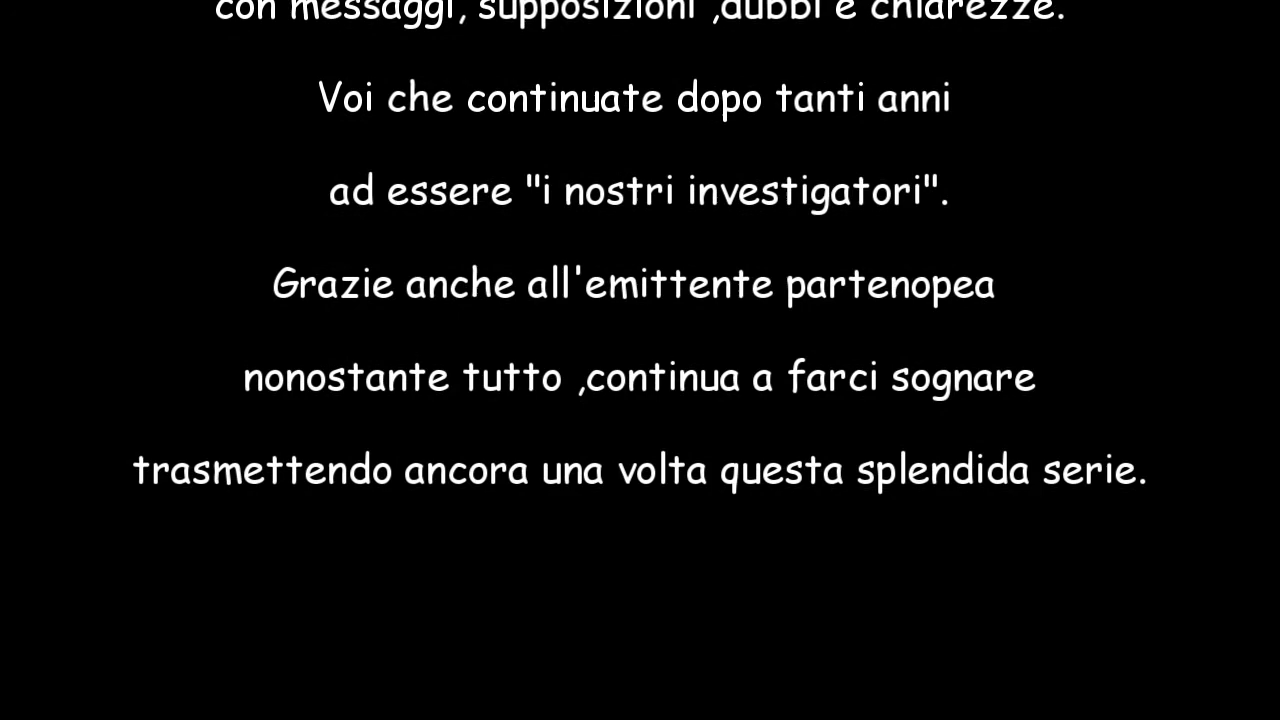 con messaggi, supposizioni ,dubbi e chiarezze.
Voi che continuate dopo tanti anni
ad essere "i nostri investigatori".
Grazie anche all'emittente partenopea
nonostante tutto ,continua a farci sognare
trasmettendo ancora una volta questa splendida serie.